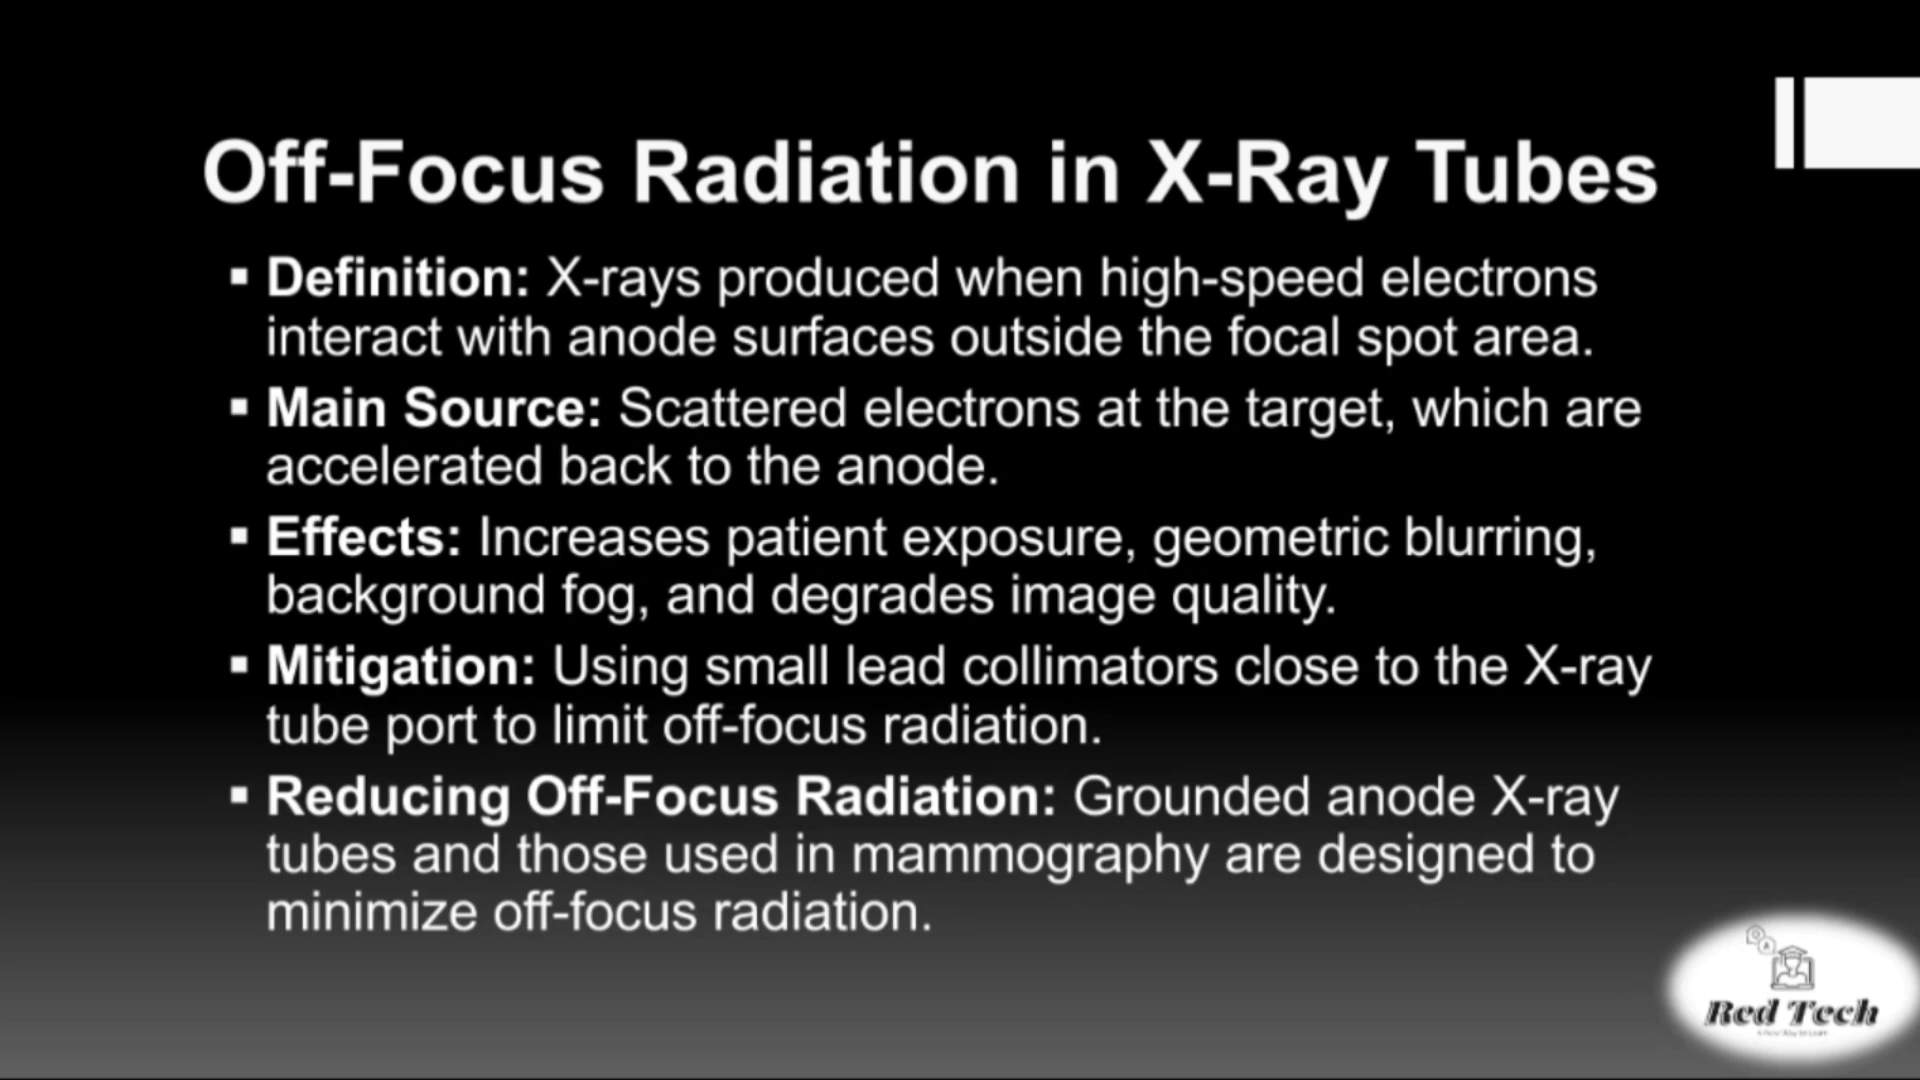 Off-Focus Radiation in X-Ray Tubes
▪ Definition: X-rays produced when high-speed electrons
interact with anode surfaces outside the focal spot area.
▪ Main Source: Scattered electrons at the target, which are
accelerated back to the anode.
▪ Effects: Increases patient exposure, geometric blurring,
background fog, and degrades image quality.
▪ Mitigation: Using small lead collimators close to the X-ray
tube port to limit off-focus radiation.
▪ Reducing Off-Focus Radiation: Grounded anode X-ray
tubes and those used in mammography are designed to
minimize off-focus radiation.
Q
A
Red Tech